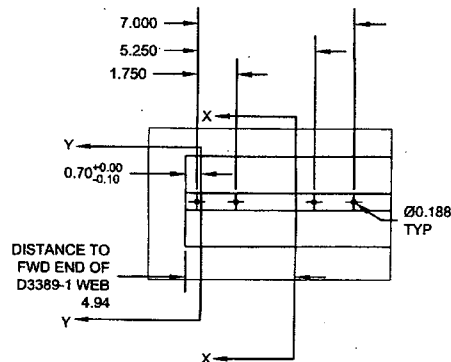 7.000
5.250
1.750
X
Y
0.70 +0.00
-0.10
Ø0.188
TYP
DISTANCE TO
FWD END OF
D3389-1 WEB
4.94
Y
X